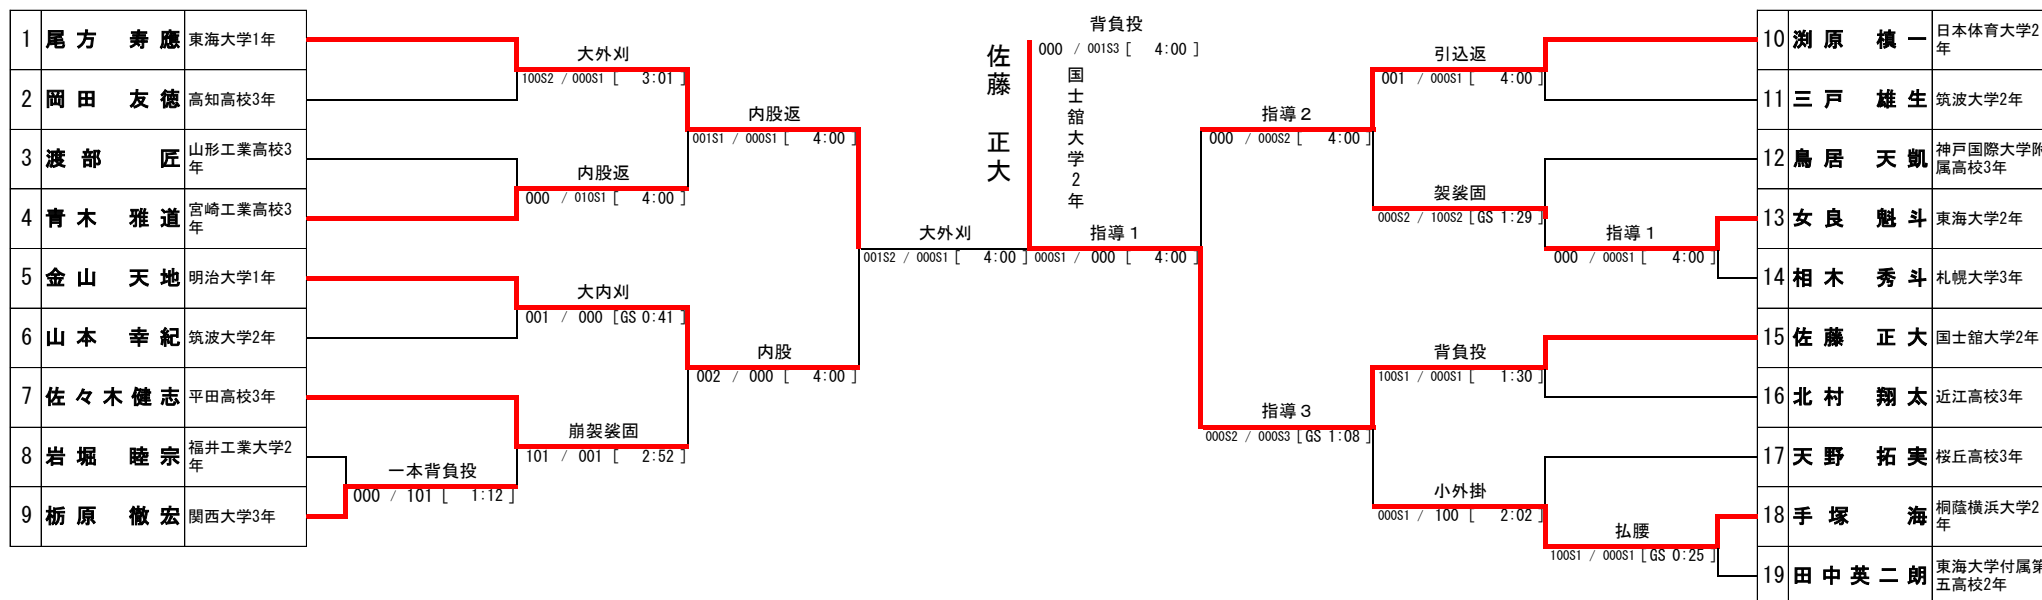 1 尾方 寿應 東海大学1年
2 岡田 友徳 高知高校3年
3 渡部 匠 山形工業高校3
年
4 青木 雅道 宮崎工業高校3
年
5 金山 天地 明治大学1年
6 山本 幸紀 筑波大学2年
7 佐々木健志 平田高校3年
8 岩堀 睦宗 福井工業大学2
年
9 栃原 徹宏 関西大学3年
一本背負投
000 / 101 [ 1:12 ]
大外刈
100S2 / 000S1 [ 3:01 ]
内股返
000 / 010S1 [ 4:00 ]
大内刈
001 / 000 [GS 0:41 ]
崩袈裟固
101 / 001 [ 2:52 ]
内股返
001S1 / 000S1 [ 4:00 ]
内股
002 / 000 [ 4:00 ]
大外刈
001S2 / 000S1 [ 4:00 ]
佐藤 正大
背負投
000 / 001S3 [ 4:00 ]
国士舘大学2年
指導1
000S1 / 000 [ 4:00 ]
指導2
000 / 000S2 [ 4:00 ]
指導3
000S2 / 000S3 [GS 1:08 ]
引込返
001 / 000S1 [ 4:00 ]
袈裟固
000S2 / 100S2 [GS 1:29 ]
背負投
100S1 / 000S1 [ 1:30 ]
小外掛
000S1 / 100 [ 2:02 ]
指導1
000 / 000S1 [ 4:00 ]
払腰
100S1 / 000S1 [GS 0:25 ]
10 渕原 槙一 日本体育大学2
年
11 三戸 雄生 筑波大学2年
12 鳥居 天凱 神戸国際大学附
属高校3年
13 女良 魁斗 東海大学2年
14 相木 秀斗 札幌大学3年
15 佐藤 正大 国士舘大学2年
16 北村 翔太 近江高校3年
17 天野 拓実 桜丘高校3年
18 手塚 海 桐蔭横浜大学2
年
19 田中英二朗 東海大学付属第
五高校2年